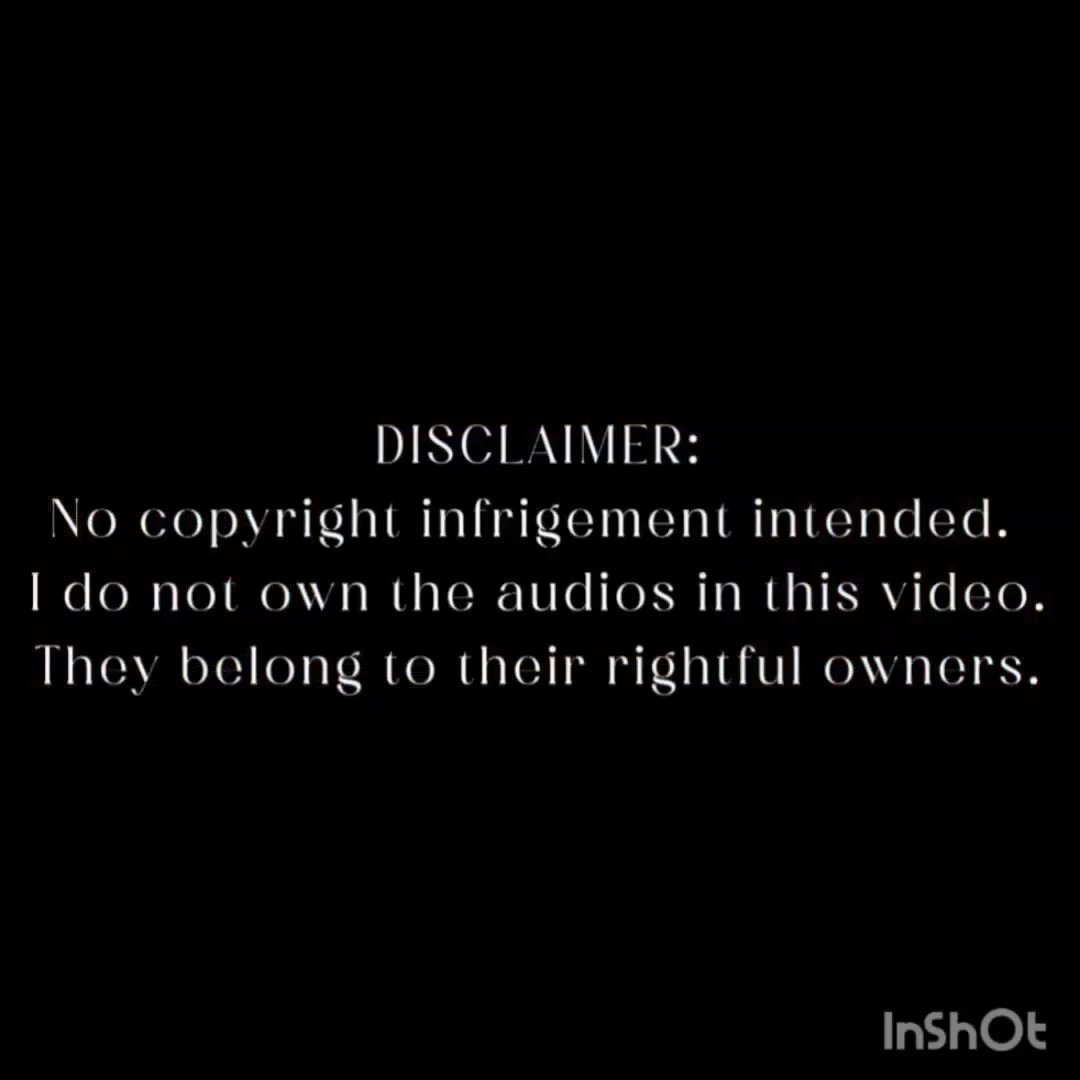 DISCLAIMER:
No copyright infrigement intended.
I do not own the audios in this video.
They belong to their rightful owners.
InShOt